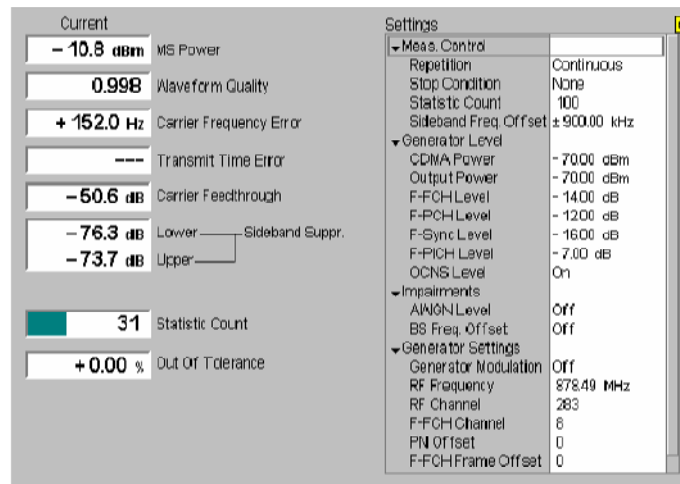 Current
− 10.8 dBm MS Power
0.998 Waveform Quality
+ 152.0 Hz Carrier Frequency Error
--- Transmit Time Error
− 50.6 dB Carrier Feedthrough
− 76.3 dB Lower Sideband Suppr.
− 73.7 dB Upper
31 Statistic Count
+ 0.00 % Out Of Tolerance
Settings
Meas. Control
Repetition Continuous
Stop Condition None
Statistic Count 100
Sideband Freq. Offset ± 900.00 kHz
Generator Level
CDMA Power − 70.00 dBm
Output Power − 70.00 dBm
F-FCH Level − 14.00 dB
F-PCH Level − 12.00 dB
F-Sync Level − 16.00 dB
F-PICH Level − 7.00 dB
OCNS Level On
Impairments
AWGN Level Off
BS Freq. Offset Off
Generator Settings
Generator Modulation Off
RF Frequency 878.49 MHz
RF Channel 283
F-FCH Channel 8
PN Offset 0
F-FCH Frame Offset 0